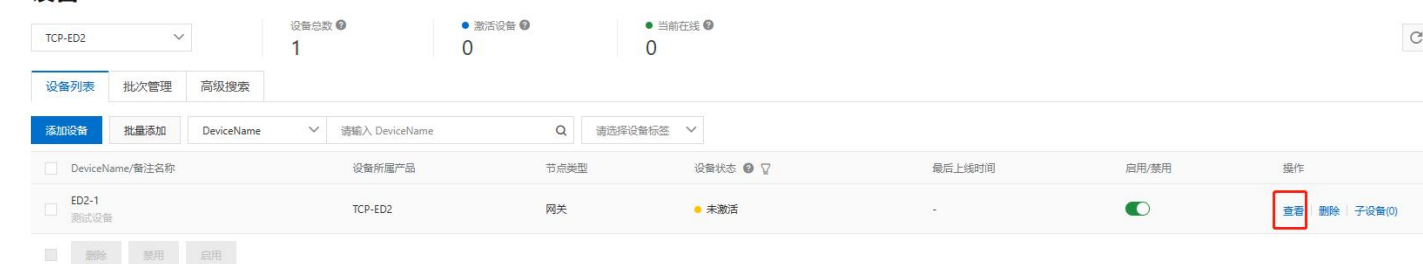 TCP-ED2
设备总数
1
激活设备
0
当前在线
0
设备列表 批次管理 高级搜索
添加设备 批量添加 DeviceName 请输入 DeviceName 请选择设备标签
DeviceName/备注名称 设备所属产品 节点类型 设备状态 最后上线时间 启用/禁用 操作
ED2-1 TCP-ED2 网关 未激活 - 查看 删除 子设备(0)
测试设备
删除 禁用 启用